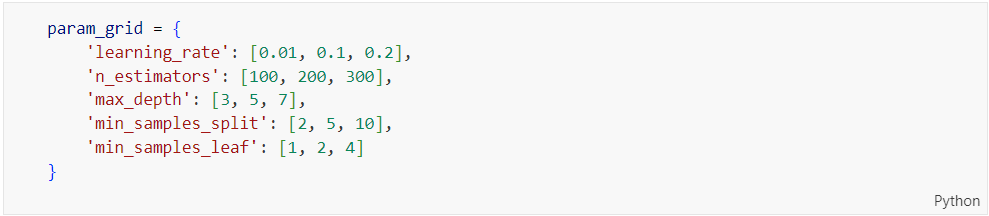 param_grid = {
    'learning_rate': [0.01, 0.1, 0.2],
    'n_estimators': [100, 200, 300],
    'max_depth': [3, 5, 7],
    'min_samples_split': [2, 5, 10],
    'min_samples_leaf': [1, 2, 4]
}
Python